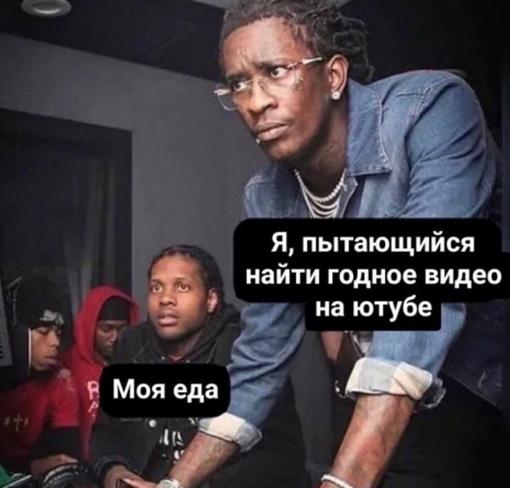 Я, пытающийся
найти годное видео
на ютубе
Моя еда